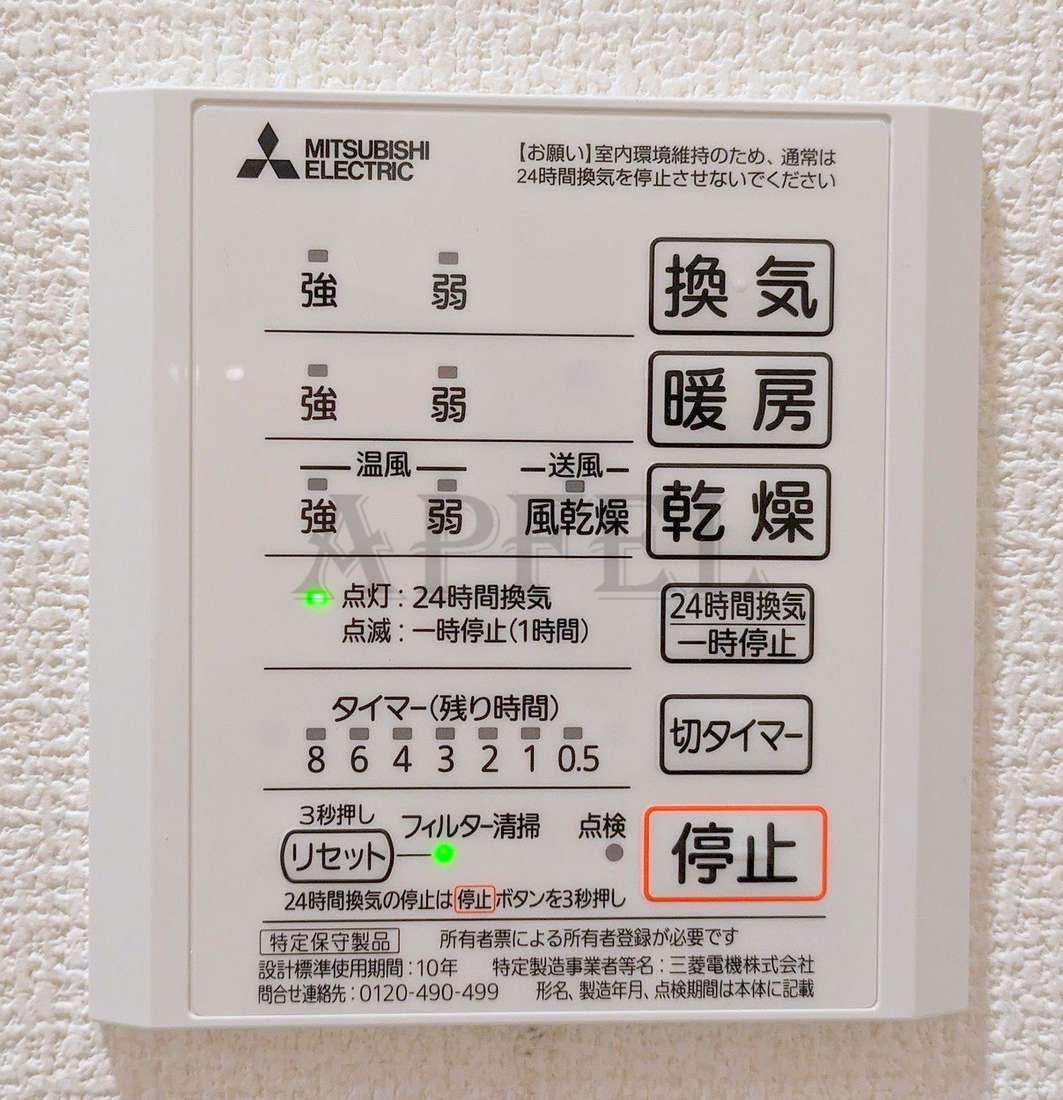 MITSUBISHI
ELECTRIC
【お願い】室内環境維持のため、通常は
24時間換気を停止させないでください
強 弱 換気
強 弱 暖房
温風 送風
強 弱 風乾燥 乾燥
APFEL
点灯：24時間換気
点滅：一時停止(1時間)
24時間換気
一時停止
タイマー(残り時間)
8 6 4 3 2 1 0.5
切タイマー
3秒押し
リセット フィルター清掃 点検
停止
24時間換気の停止は停止ボタンを3秒押し
特定保守製品 所有者票による所有者登録が必要です
設計標準使用期間：10年 特定製造事業者等名：三菱電機株式会社
問合せ連絡先：0120-490-499 形名、製造年月、点検期間は本体に記載